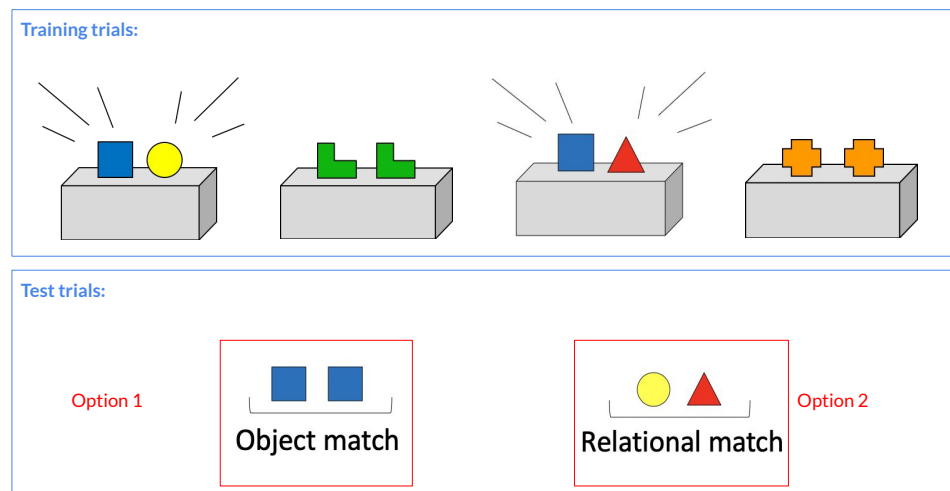 Training trials:
Test trials:
Option 1
Object match
Relational match
Option 2